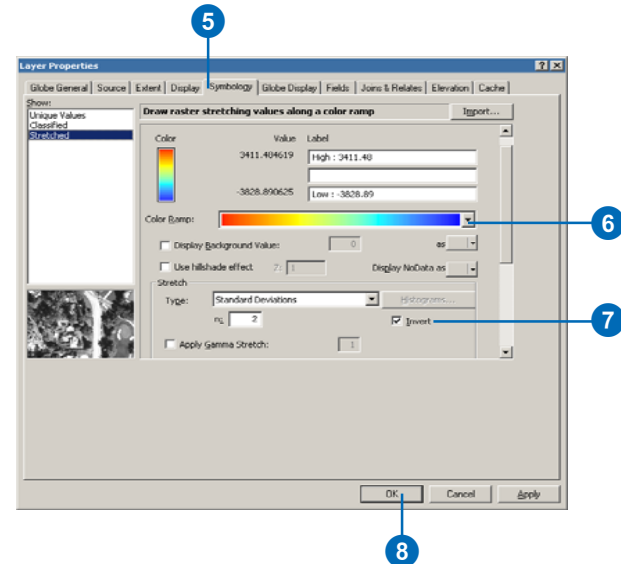 5
Layer Properties
Globe General Source Extent Display Symbology Globe Display Fields Joins & Relates Elevation Cache
Show:
Unique Values
Classified
Stretched
Draw raster stretching values along a color ramp
Import...
Color Value Label
3411.484619 High : 3411.48
-3828.890625 Low : -3828.89
Color Ramp:
6
Display Background Value: 0 as
Use hillshade effect Z: 1 Display NoData as
Stretch
Type: Standard Deviations Histograms...
n: 2 Invert
7
Apply Gamma Stretch: 1
OK Cancel Apply
8